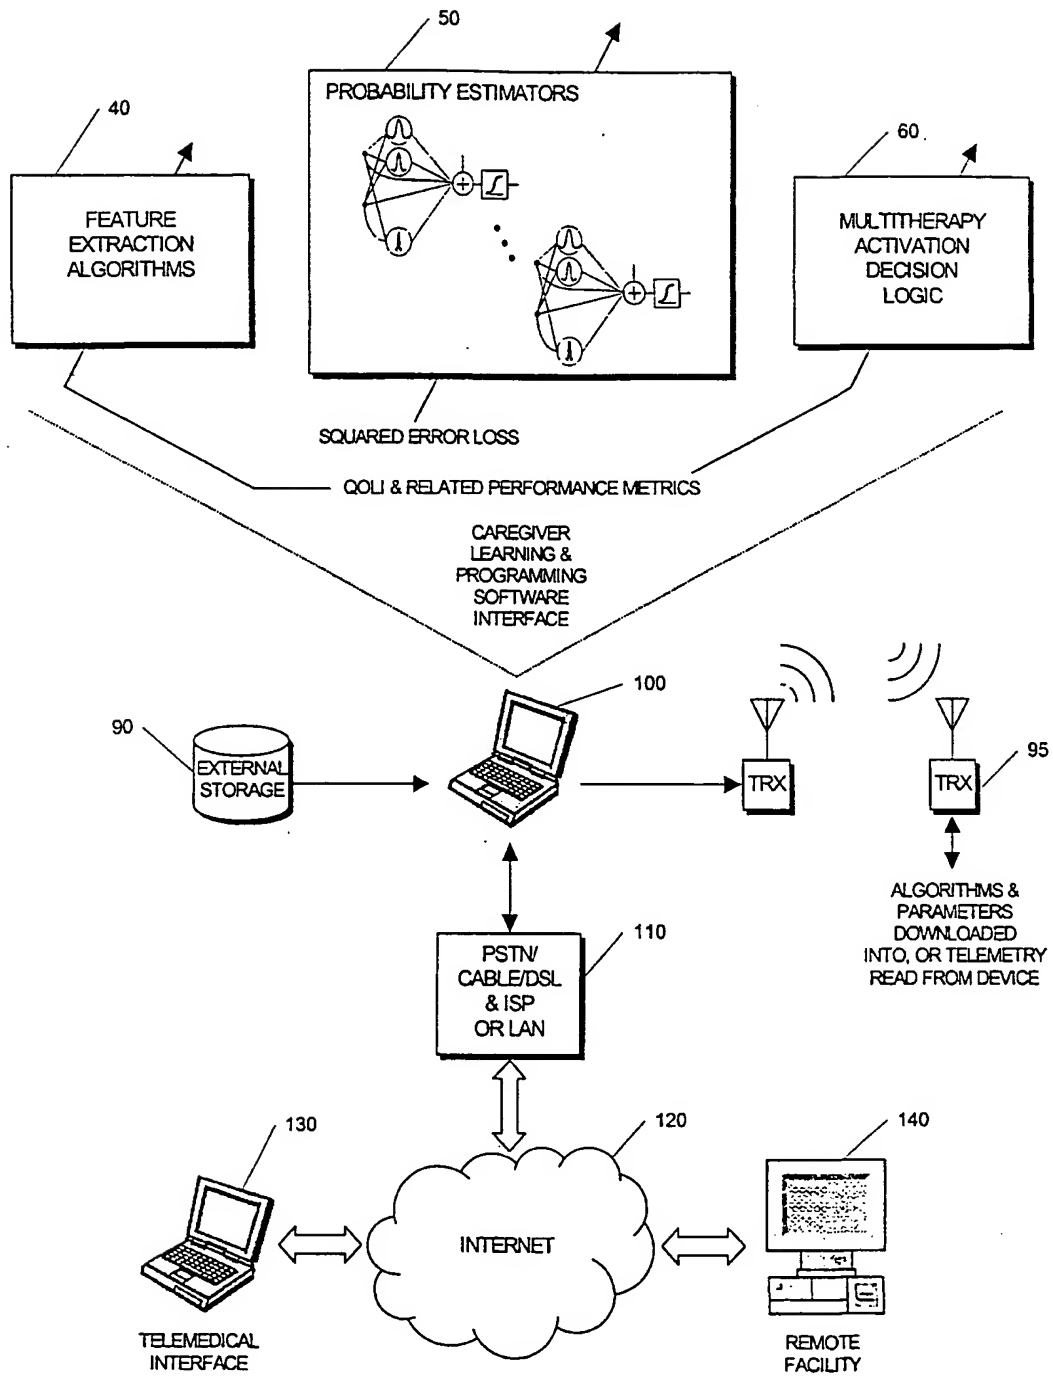 50
PROBABILITY ESTIMATORS
40
60
FEATURE
EXTRACTION
ALGORITHMS
MULTITHERAPY
ACTIVATION
DECISION
LOGIC
SQUARED ERROR LOSS
QOLI & RELATED PERFORMANCE METRICS
CAREGIVER
LEARNING &
PROGRAMMING
SOFTWARE
INTERFACE
100
90
EXTERNAL
STORAGE
TRX
TRX
95
ALGORITHMS &
PARAMETERS
DOWNLOADED
INTO, OR TELEMETRY
READ FROM DEVICE
110
PSTN/
CABLE/DSL
& ISP
OR LAN
130
120
140
INTERNET
TELEMEDICAL
INTERFACE
REMOTE
FACILITY